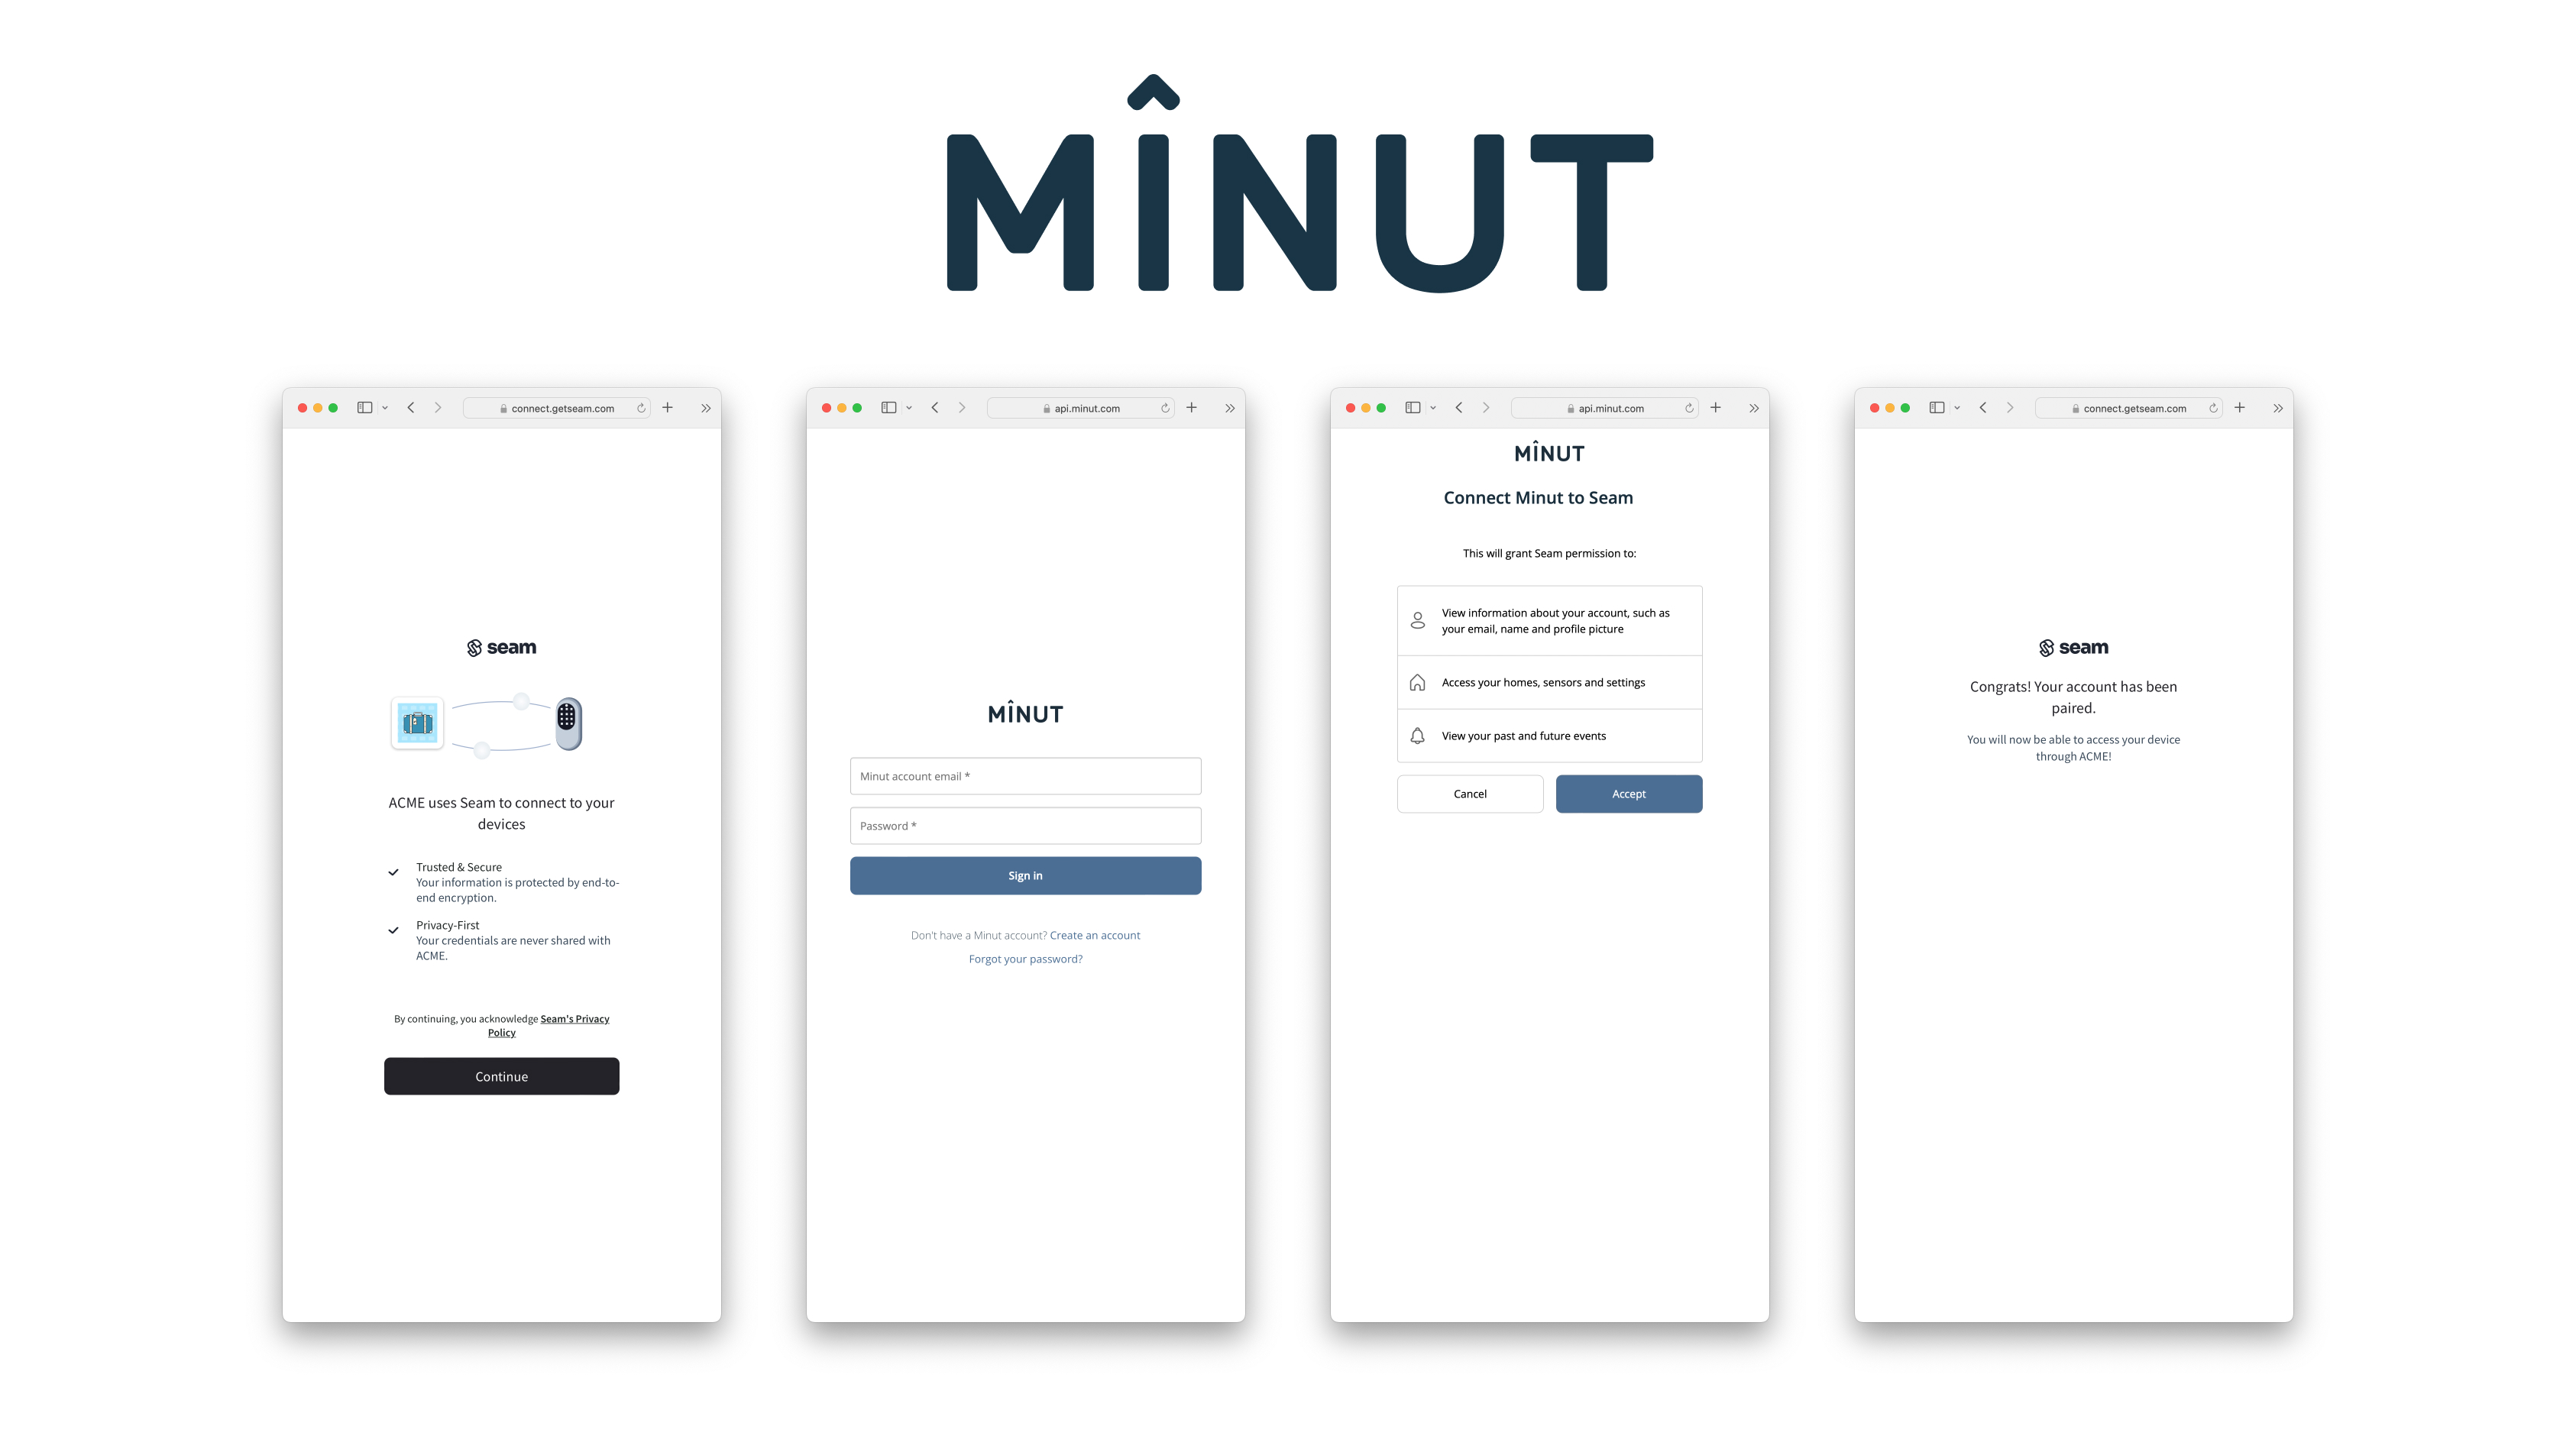 MÎNUT
connect.getseam.com
seam
ACME uses Seam to connect to your
devices
Trusted & Secure
Your information is protected by end-to-
end encryption.
Privacy-First
Your credentials are never shared with
ACME.
By continuing, you acknowledge Seam's Privacy
Policy
Continue
api.minut.com
MÎNUT
Minut account email *
Password *
Sign in
Don't have a Minut account? Create an account
Forgot your password?
api.minut.com
MÎNUT
Connect Minut to Seam
This will grant Seam permission to:
View information about your account, such as
your email, name and profile picture
Access your homes, sensors and settings
View your past and future events
Cancel
Accept
connect.getseam.com
seam
Congrats! Your account has been
paired.
You will now be able to access your device
through ACME!